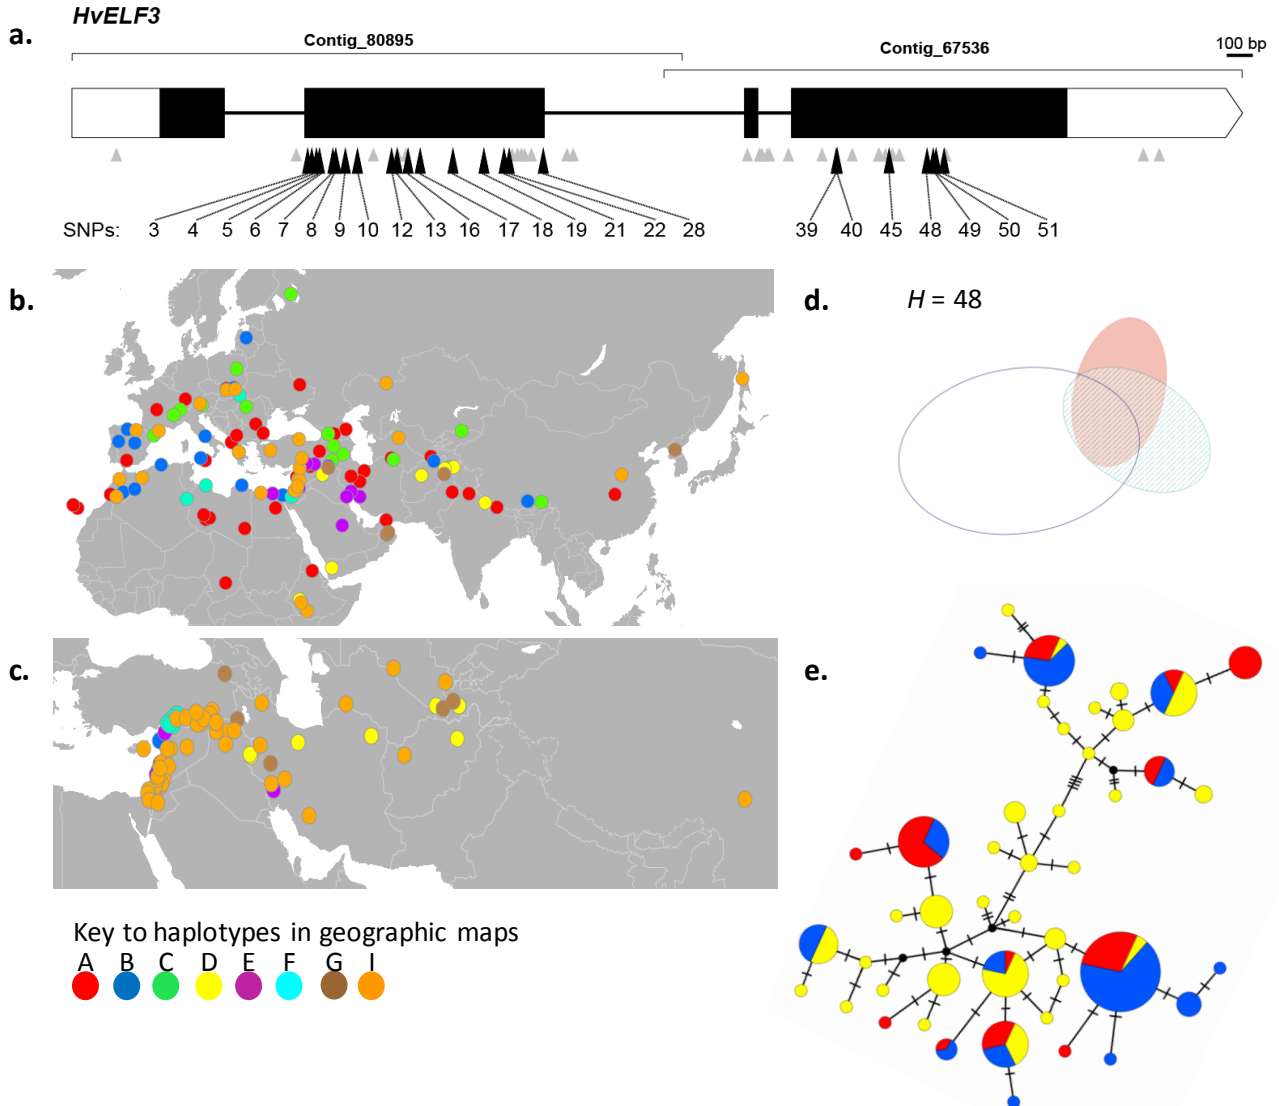 HvELF3
a.
Contig_80895
Contig_67536
100 bp
SNPs: 3 4 5 6 7 8 9 10 12 13 16 17 18 19 21 22 28 39 40 45 48 49 50 51
b.
d.
H = 48
c.
e.
Key to haplotypes in geographic maps
A B C D E F G I